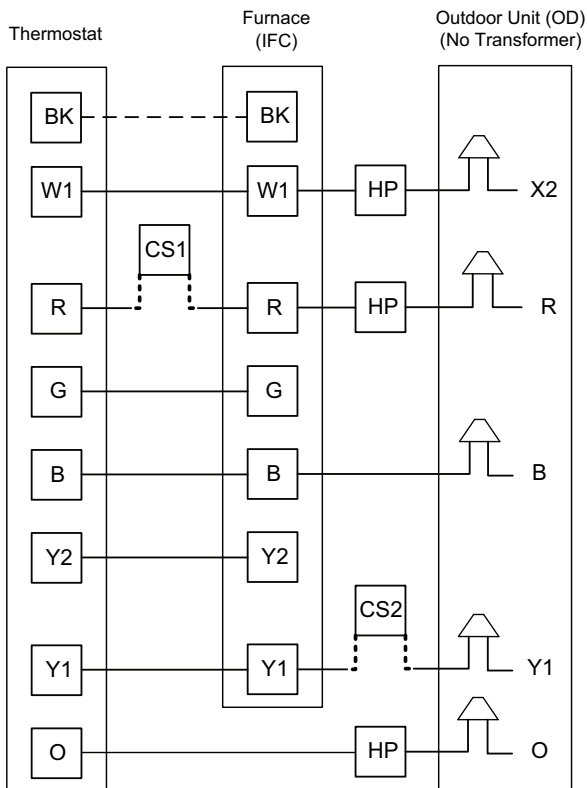 Thermostat
Furnace
(IFC)
Outdoor Unit (OD)
(No Transformer)
BK
BK
W1
W1
HP
X2
CS1
R
R
HP
R
G
G
B
B
B
Y2
Y2
CS2
Y1
Y1
Y1
O
HP
O